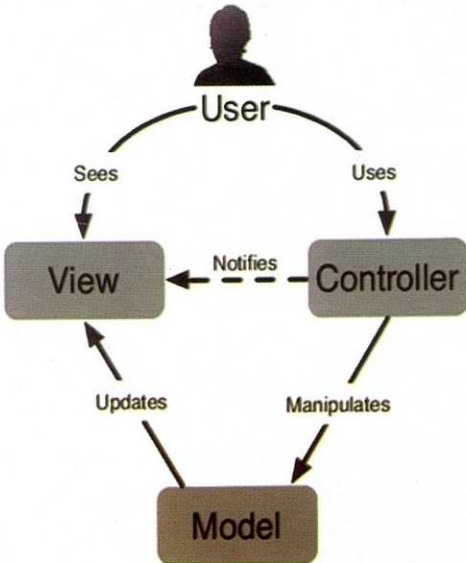 User
Sees
Uses
View
Notifies
Controller
Updates
Manipulates
Model